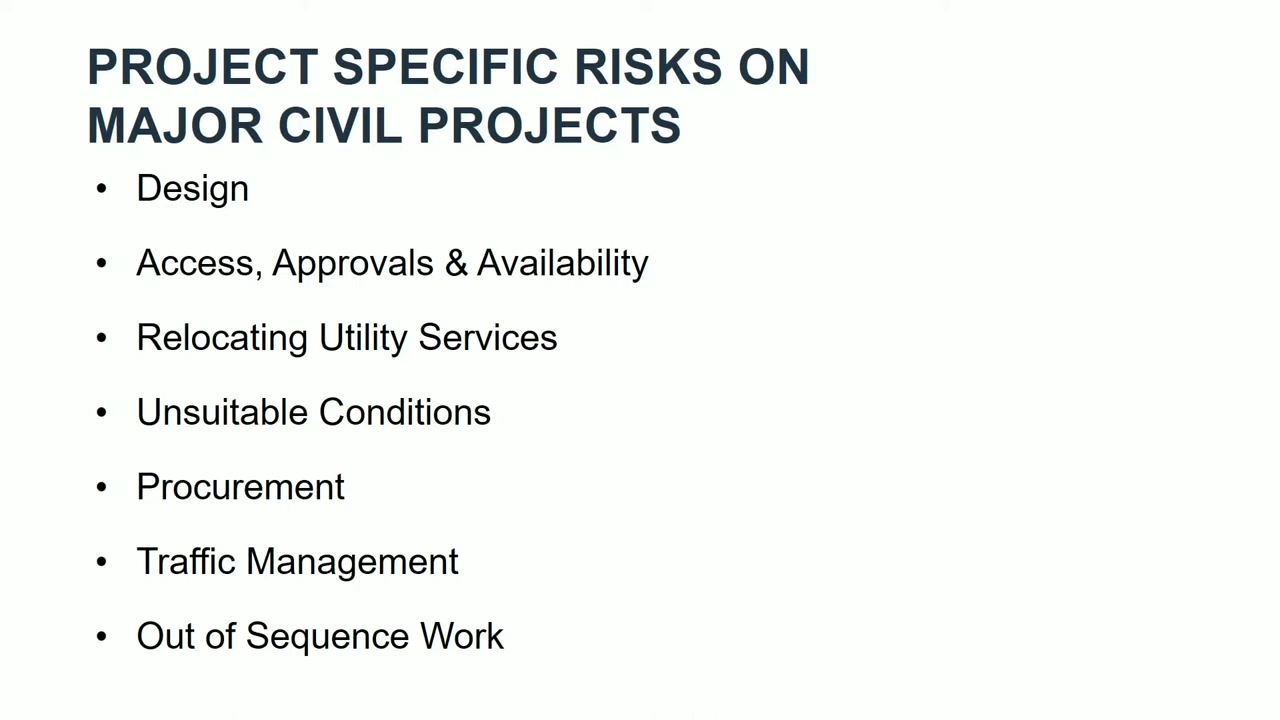 PROJECT SPECIFIC RISKS ON
MAJOR CIVIL PROJECTS
• Design
• Access, Approvals & Availability
• Relocating Utility Services
• Unsuitable Conditions
• Procurement
• Traffic Management
• Out of Sequence Work